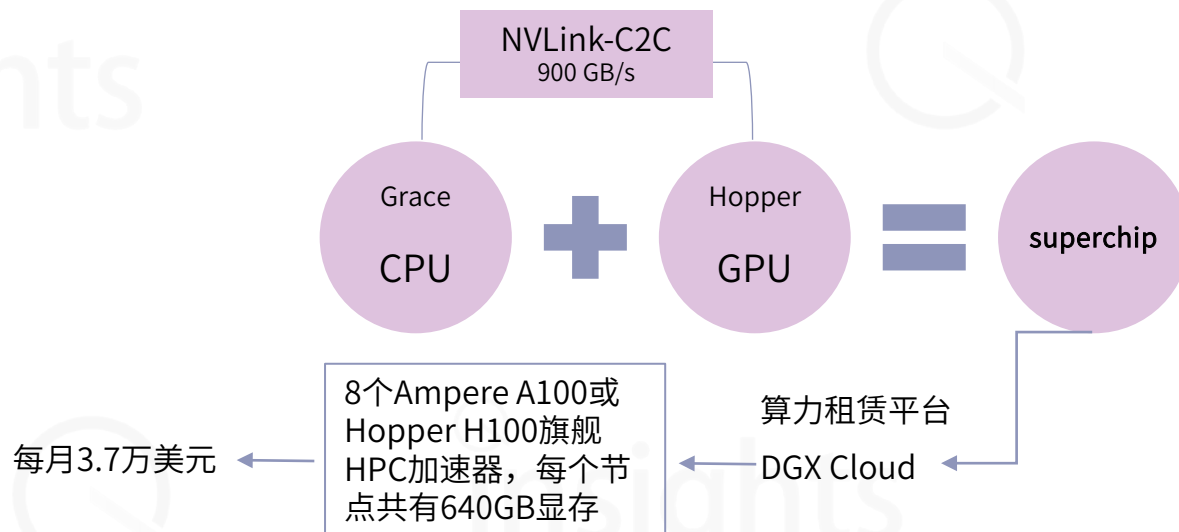 NVLink-C2C
900 GB/s
Grace
CPU
Hopper
GPU
superchip
8个Ampere A100或
Hopper H100旗舰
HPC加速器，每个节
点共有640GB显存
算力租赁平台
DGX Cloud
每月3.7万美元
hts
insights